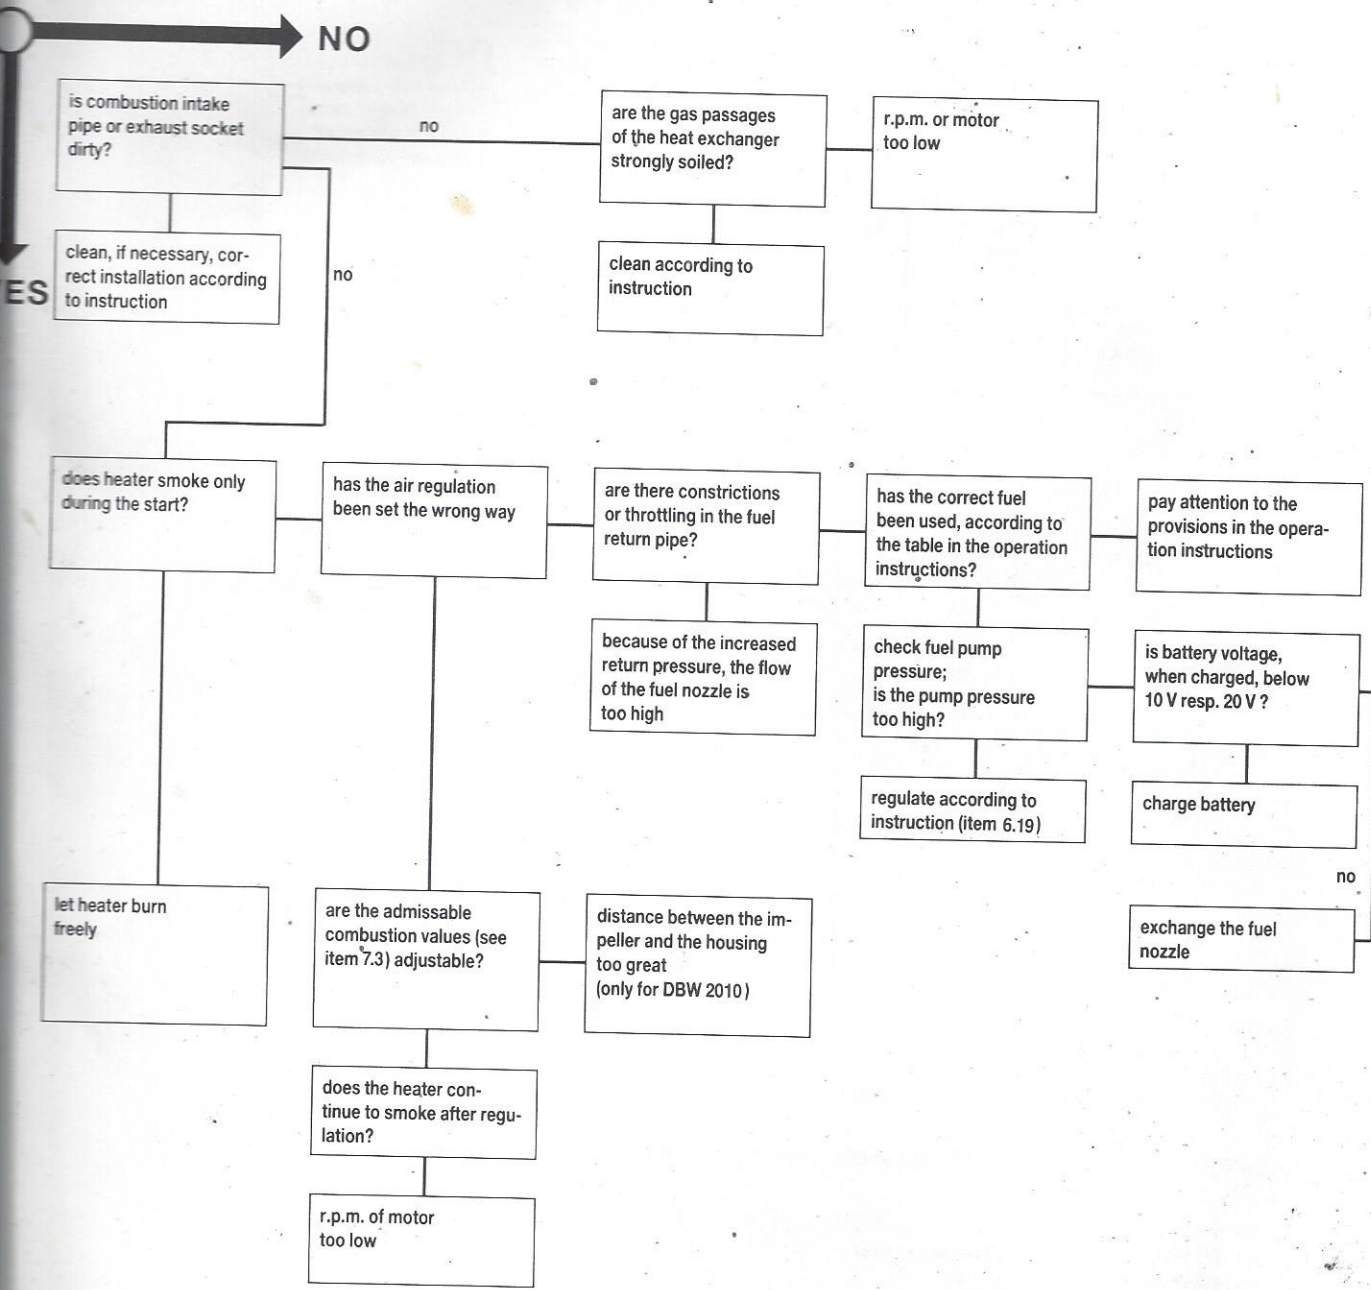 NO
is combustion intake
pipe or exhaust socket
dirty?
no
are the gas passages
of the heat exchanger
strongly soiled?
r.p.m. or motor
too low
clean, if necessary, cor-
rect installation according
to instruction
ES
no
clean according to
instruction
does heater smoke only
during the start?
has the air regulation
been set the wrong way
are there constrictions
or throttling in the fuel
return pipe?
has the correct fuel
been used, according to
the table in the operation
instructions?
pay attention to the
provisions in the opera-
tion instructions
because of the increased
return pressure, the flow
of the fuel nozzle is
too high
check fuel pump
pressure;
is the pump pressure
too high?
is battery voltage,
when charged, below
10 V resp. 20 V ?
regulate according to
instruction (item 6.19)
charge battery
no
exchange the fuel
nozzle
let heater burn
freely
are the admissable
combustion values (see
item 7.3) adjustable?
distance between the im-
peller and the housing
too great
(only for DBW 2010)
does the heater con-
tinue to smoke after regu-
lation?
r.p.m. of motor
too low